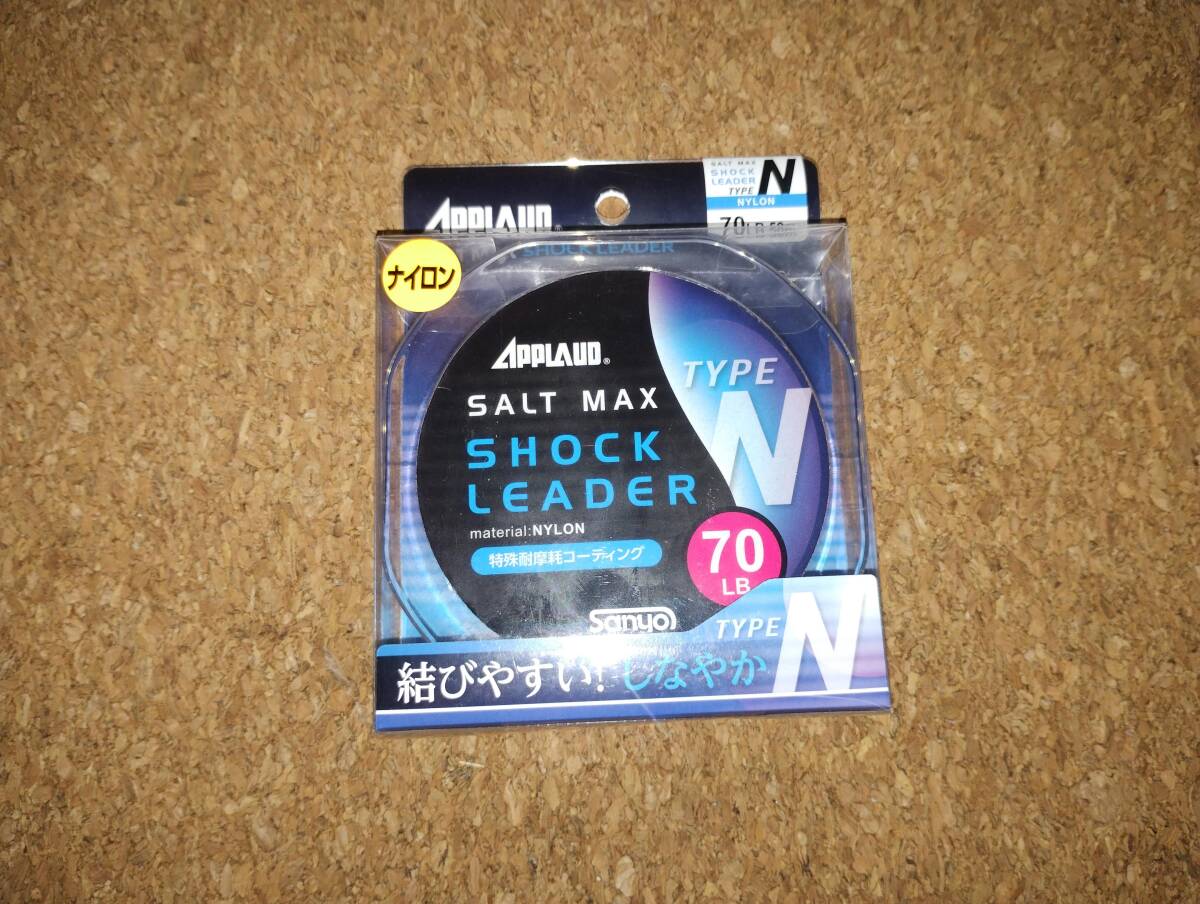 APPLAUD
SALT MAX
SHOCK
LEADER
TYPE N
NYLON
70LB 50m
SHOCK LEADER
ナイロン
APPLAUD®
SALT MAX
SHOCK
LEADER
material:NYLON
特殊耐摩耗コーティング
TYPE
N
70
LB
Sanyo
TYPE N
結びやすい!しなやか